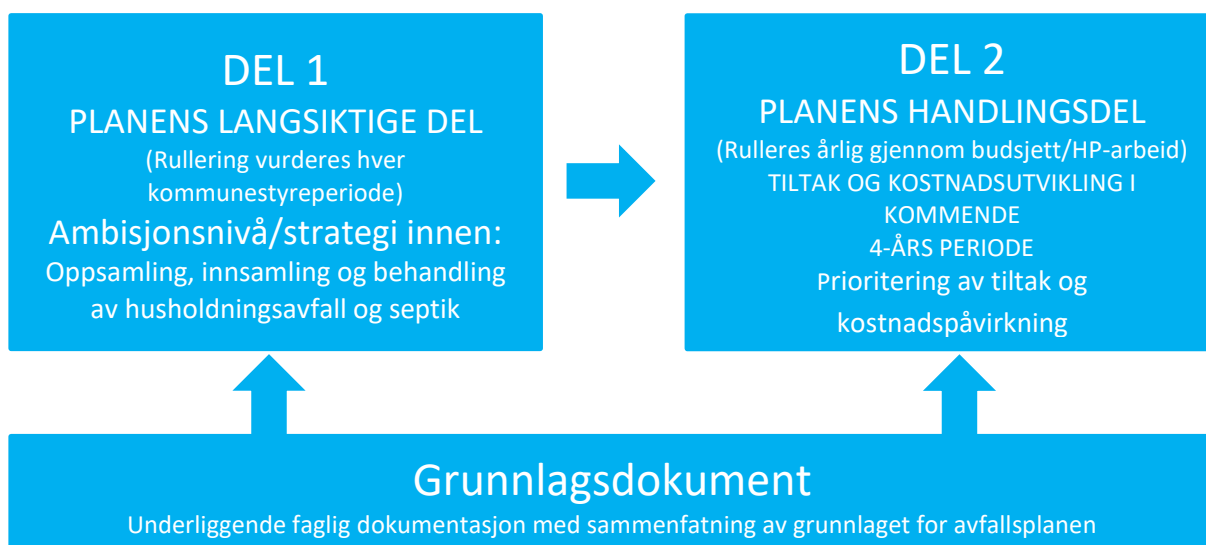 DEL 1
PLANENS LANGSIKTIGE DEL
(Rullering vurderes hver
kommunestyreperiode)
Ambisjonsnivå/strategi innen:
Oppsamling, innsamling og behandling
av husholdningsavfall og septik
DEL 2
PLANENS HANDLINGSDEL
(Rulleres årlig gjennom budsjett/HP-arbeid)
TILTAK OG KOSTNADSUTVIKLING I
KOMMENDE
4-ÅRS PERIODE
Prioritering av tiltak og
kostnadspåvirkning
Grunnlagsdokument
Underliggende faglig dokumentasjon med sammenfatning av grunnlaget for avfallsplanen